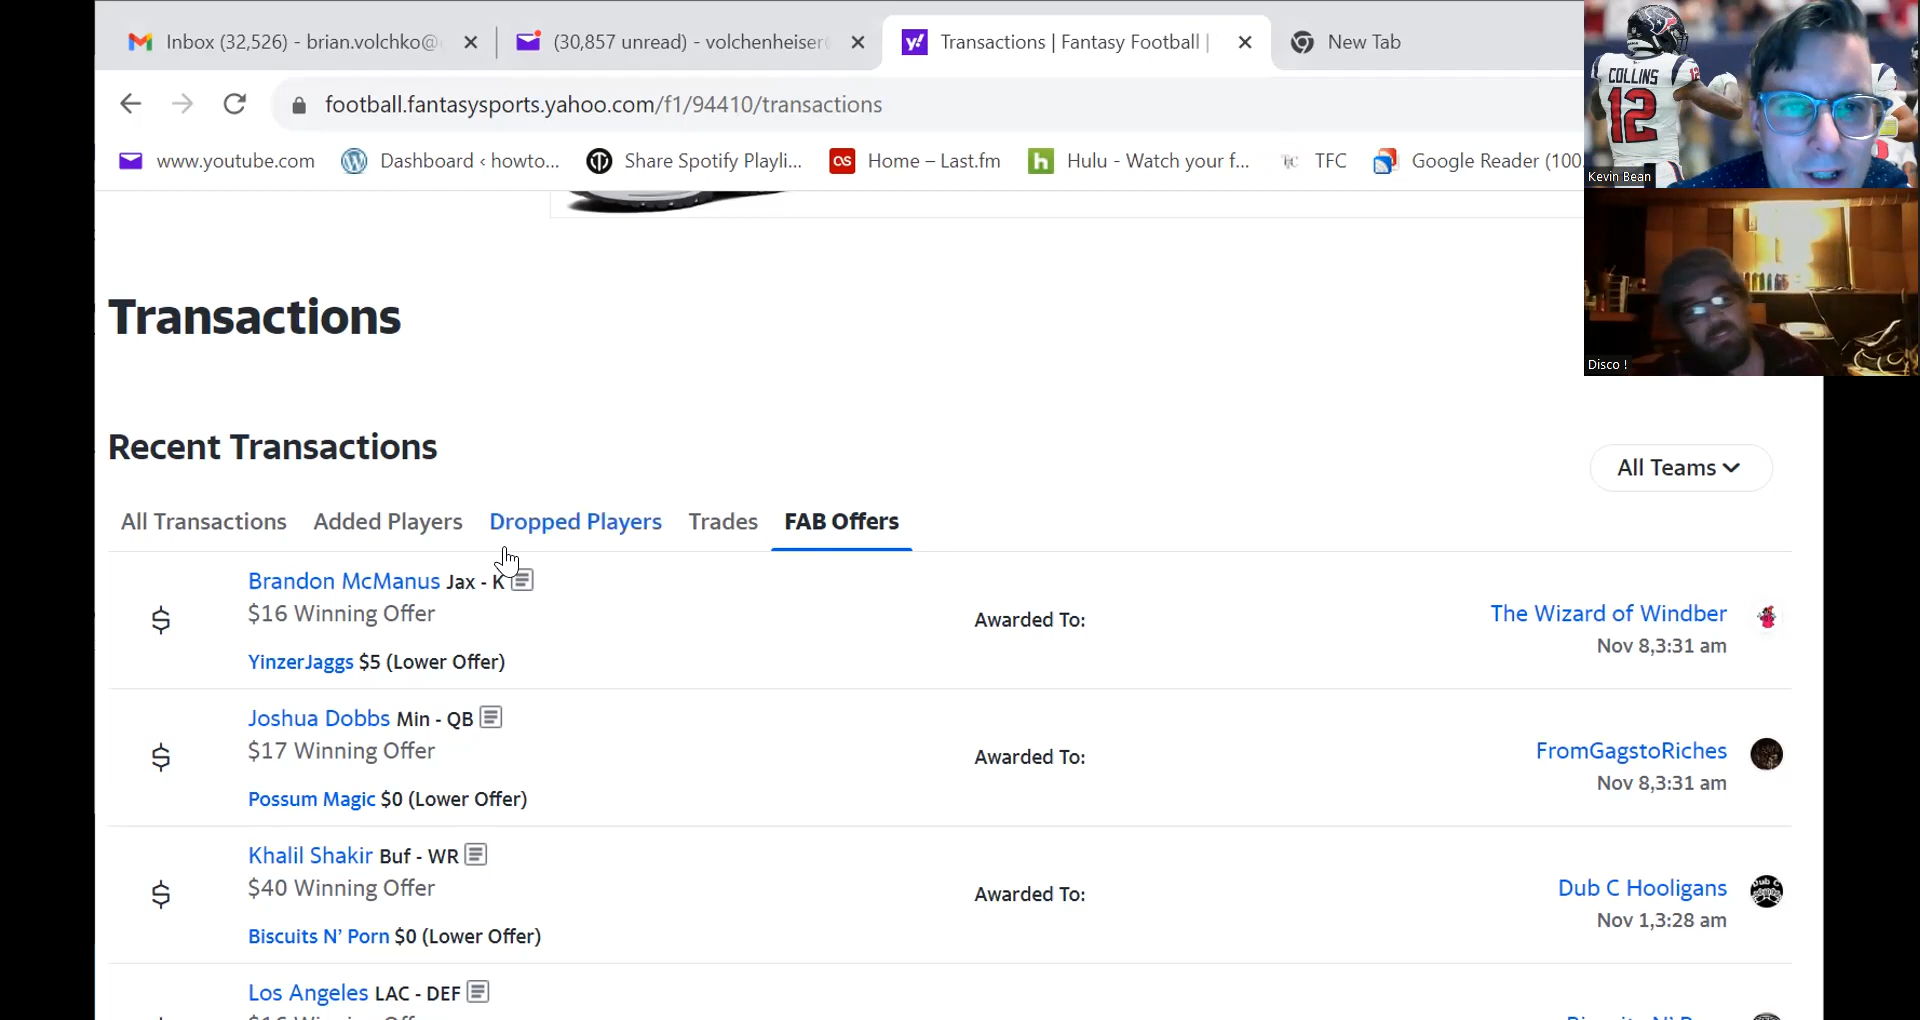 Inbox (32,526) - brian.volchko@
(30,857 unread) - volchenheiser
Transactions | Fantasy Football |
New Tab
football.fantasysports.yahoo.com/f1/94410/transactions
www.youtube.com
Dashboard ‹ howto...
Share Spotify Playli...
Home – Last.fm
Hulu - Watch your f...
TFC
Google Reader (100
COLLINS
12
Kevin Bean
Disco !
Transactions
Recent Transactions
All Teams
All Transactions
Added Players
Dropped Players
Trades
FAB Offers
Brandon McManus Jax - K
$16 Winning Offer
YinzerJaggs $5 (Lower Offer)
Awarded To:
The Wizard of Windber
Nov 8,3:31 am
Joshua Dobbs Min - QB
$17 Winning Offer
Possum Magic $0 (Lower Offer)
Awarded To:
FromGagstoRiches
Nov 8,3:31 am
Khalil Shakir Buf - WR
$40 Winning Offer
Biscuits N' Porn $0 (Lower Offer)
Awarded To:
Dub C Hooligans
Nov 1,3:28 am
Los Angeles LAC - DEF